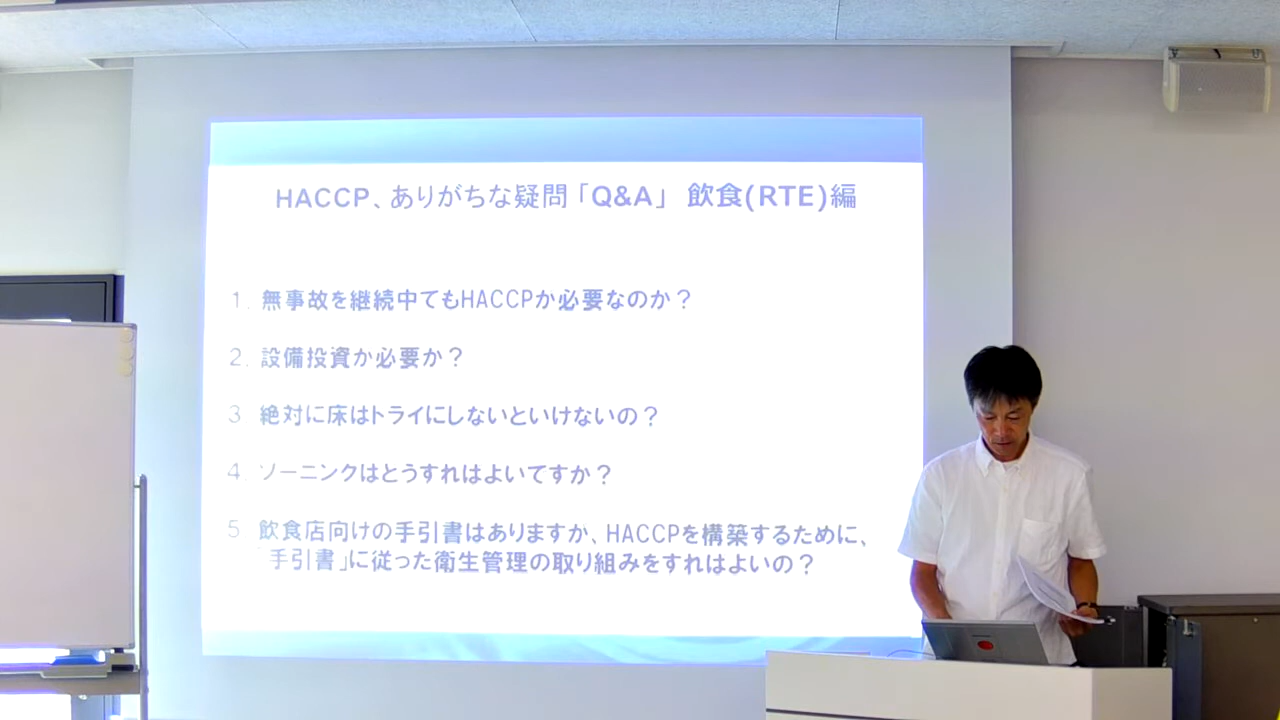 HACCP、ありがちな疑問「Q&A」 飲食(RTE)編
1. 無事故を継続中てもHACCPか必要なのか？
2. 設備投資か必要か？
3 絶対に床はトライにしないといけないの？
4 ソーニンクはとうすれはよいてすか？
5 飲食店向けの手引書はありますか、HACCPを構築するために、
「手引書」に従った衛生管理の取り組みをすれはよいの？